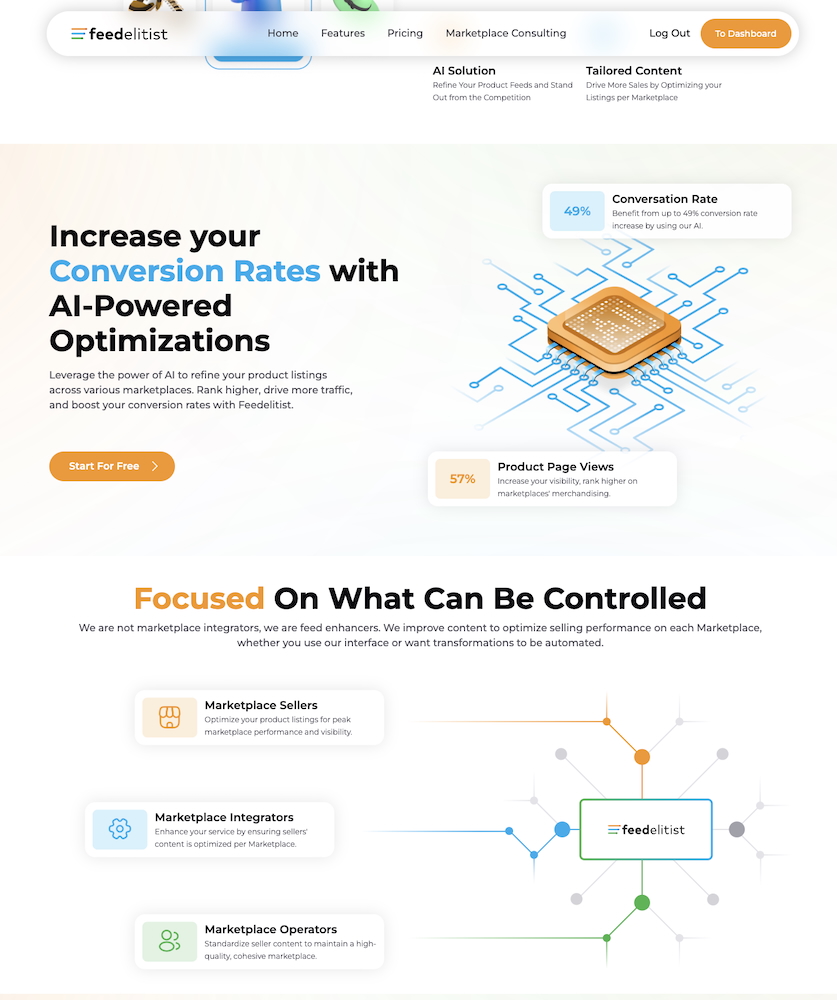 feedelitist
Home
Features
Pricing
Marketplace Consulting
Log Out
To Dashboard
AI Solution
Refine Your Product Feeds and Stand
Out from the Competition
Tailored Content
Drive More Sales by Optimizing your
Listings per Marketplace
Increase your
Conversion Rates with
AI-Powered
Optimizations
Leverage the power of AI to refine your product listings
across various marketplaces. Rank higher, drive more traffic,
and boost your conversion rates with Feedelitist.
Start For Free
49%
Conversation Rate
Benefit from up to 49% conversion rate
increase by using our AI.
57%
Product Page Views
Increase your visibility, rank higher on
marketplaces' merchandising.
Focused On What Can Be Controlled
We are not marketplace integrators, we are feed enhancers. We improve content to optimize selling performance on each Marketplace,
whether you use our interface or want transformations to be automated.
Marketplace Sellers
Optimize your product listings for peak
marketplace performance and visibility.
Marketplace Integrators
Enhance your service by ensuring sellers'
content is optimized per Marketplace.
feedelitist
Marketplace Operators
Standardize seller content to maintain a high-
quality, cohesive marketplace.